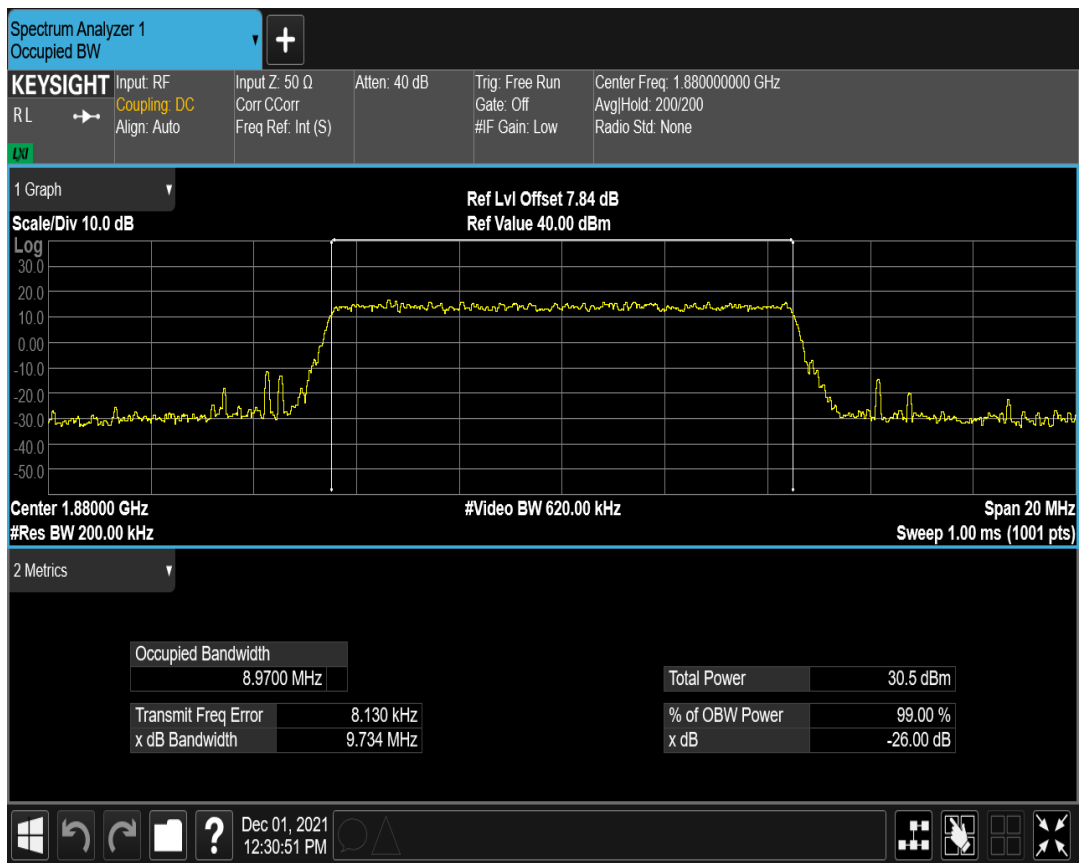 Spectrum Analyzer 1
Occupied BW
+
KEYSIGHT
RL
LXI
Input: RF
Coupling: DC
Align: Auto
Input Z: 50 Ω
Corr CCorr
Freq Ref: Int (S)
Atten: 40 dB
Trig: Free Run
Gate: Off
#IF Gain: Low
Center Freq: 1.880000000 GHz
Avg|Hold: 200/200
Radio Std: None
1 Graph
Scale/Div 10.0 dB
Ref Lvl Offset 7.84 dB
Ref Value 40.00 dBm
Log
30.0
20.0
10.0
0.00
-10.0
-20.0
-30.0
-40.0
-50.0
Center 1.88000 GHz
#Video BW 620.00 kHz
Span 20 MHz
#Res BW 200.00 kHz
Sweep 1.00 ms (1001 pts)
2 Metrics
Occupied Bandwidth
8.9700 MHz
Total Power 30.5 dBm
Transmit Freq Error 8.130 kHz
% of OBW Power 99.00 %
x dB Bandwidth 9.734 MHz
x dB -26.00 dB
?
Dec 01, 2021
12:30:51 PM